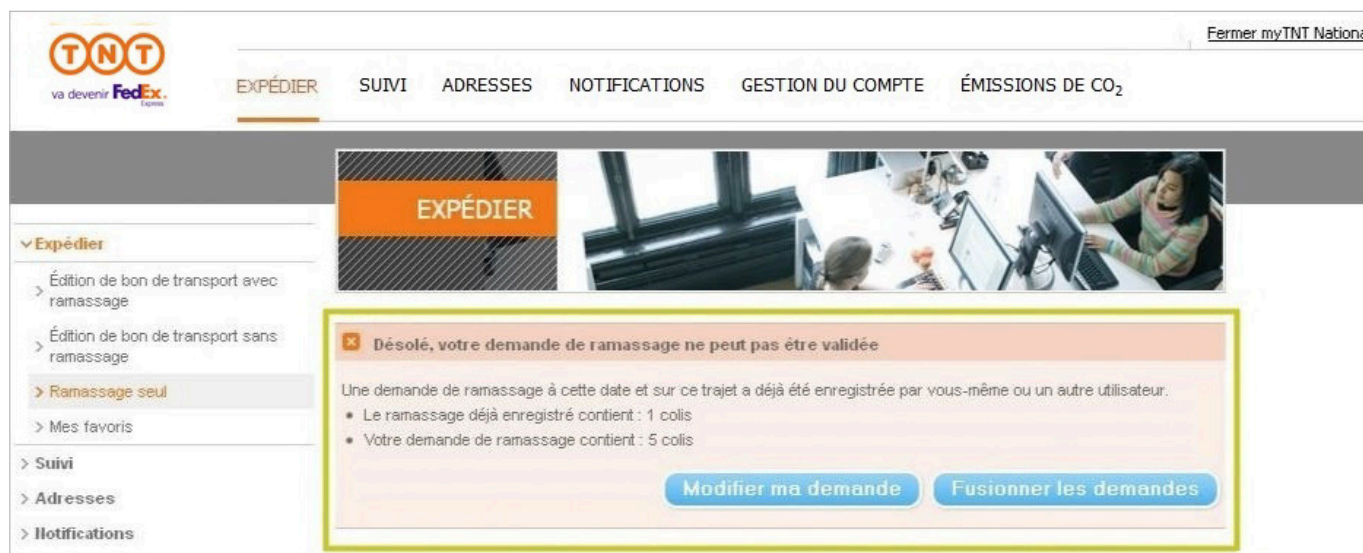 Fermer myTNT Nationa
TNT
va devenir FedEx.
Express
EXPÉDIER SUIVI ADRESSES NOTIFICATIONS GESTION DU COMPTE ÉMISSIONS DE CO₂
EXPÉDIER
Expédier
Édition de bon de transport avec
ramassage
Édition de bon de transport sans
ramassage
Ramassage seul
Mes favoris
Suivi
Adresses
Notifications
Désolé, votre demande de ramassage ne peut pas être validée
Une demande de ramassage à cette date et sur ce trajet a déjà été enregistrée par vous-même ou un autre utilisateur.
• Le ramassage déjà enregistré contient : 1 colis
• Votre demande de ramassage contient : 5 colis
Modifier ma demande Fusionner les demandes